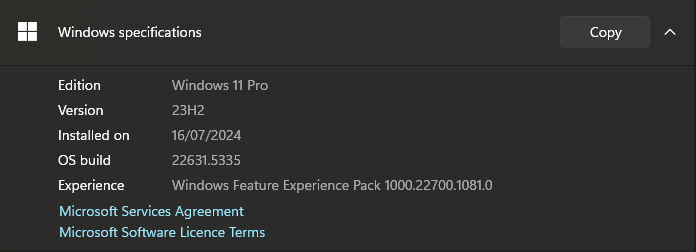 Windows specifications
Copy
Edition Windows 11 Pro
Version 23H2
Installed on 16/07/2024
OS build 22631.5335
Experience Windows Feature Experience Pack 1000.22700.1081.0
Microsoft Services Agreement
Microsoft Software Licence Terms